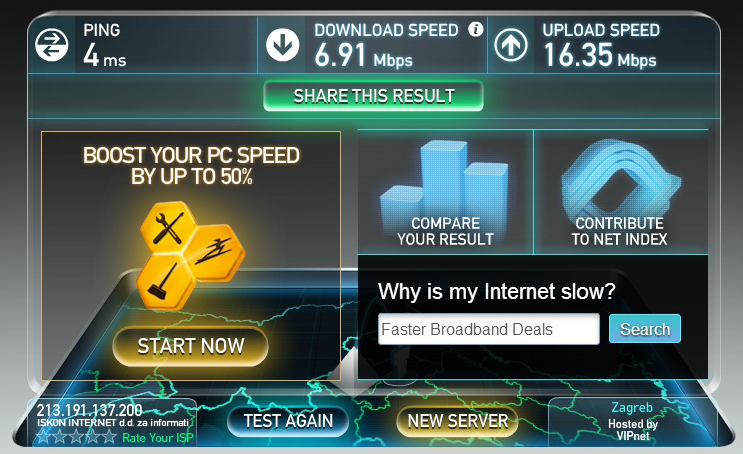 PING
4 ms
DOWNLOAD SPEED
6.91 Mbps
UPLOAD SPEED
16.35 Mbps
SHARE THIS RESULT
BOOST YOUR PC SPEED
BY UP TO 50%
START NOW
COMPARE
YOUR RESULT
CONTRIBUTE
TO NET INDEX
Why is my Internet slow?
Faster Broadband Deals
Search
213.191.137.200
ISKON INTERNET d.d. za informati
Rate Your ISP
TEST AGAIN
NEW SERVER
Zagreb
Hosted by
VIPnet